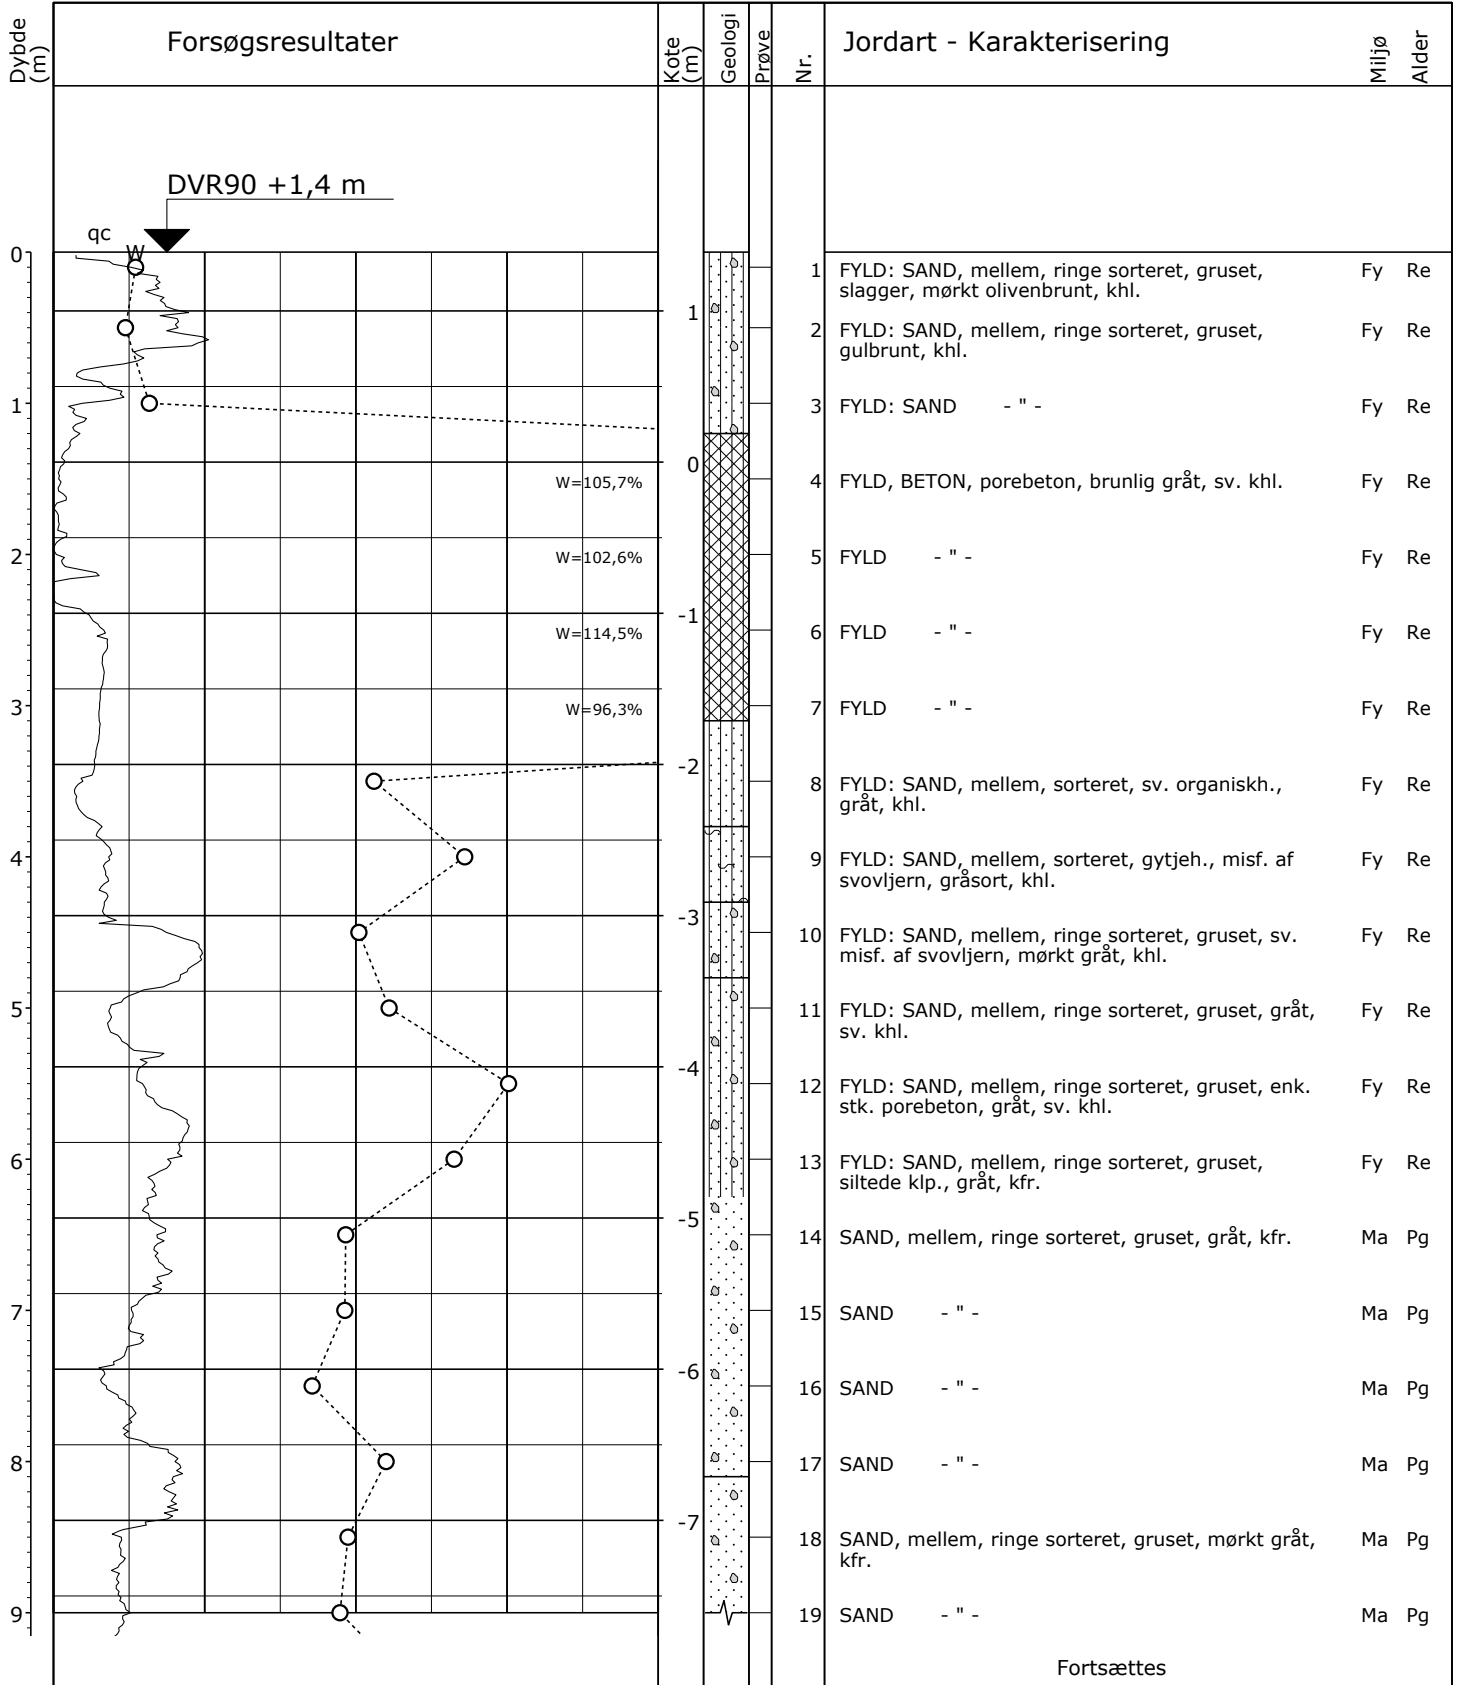 Dybde (m)
Forsøgsresultater
Kote (m)
Geologi
Prøve
Nr.
Jordart - Karakterisering
Miljø
Alder
DVR90 +1,4 m
qc
W
0
1 FYLD: SAND, mellem, ringe sorteret, gruset, Fy Re
slagger, mørkt olivenbrunt, khl.
1
2 FYLD: SAND, mellem, ringe sorteret, gruset, Fy Re
gulbrunt, khl.
1
3 FYLD: SAND - " - Fy Re
0
W=105,7%
4 FYLD, BETON, porebeton, brunlig gråt, sv. khl. Fy Re
2
W=102,6%
5 FYLD - " - Fy Re
-1
W=114,5%
6 FYLD - " - Fy Re
3
W=96,3%
7 FYLD - " - Fy Re
-2
8 FYLD: SAND, mellem, sorteret, sv. organiskh., Fy Re
gråt, khl.
4
9 FYLD: SAND, mellem, sorteret, gytjeh., misf. af Fy Re
svovljern, gråsort, khl.
-3
10 FYLD: SAND, mellem, ringe sorteret, gruset, sv. Fy Re
misf. af svovljern, mørkt gråt, khl.
5
11 FYLD: SAND, mellem, ringe sorteret, gruset, gråt, Fy Re
sv. khl.
-4
12 FYLD: SAND, mellem, ringe sorteret, gruset, enk. Fy Re
stk. porebeton, gråt, sv. khl.
6
13 FYLD: SAND, mellem, ringe sorteret, gruset, Fy Re
siltede klp., gråt, kfr.
-5
14 SAND, mellem, ringe sorteret, gruset, gråt, kfr. Ma Pg
7
15 SAND - " - Ma Pg
-6
16 SAND - " - Ma Pg
8
17 SAND - " - Ma Pg
-7
18 SAND, mellem, ringe sorteret, gruset, mørkt gråt, Ma Pg
kfr.
9
19 SAND - " - Ma Pg
Fortsættes